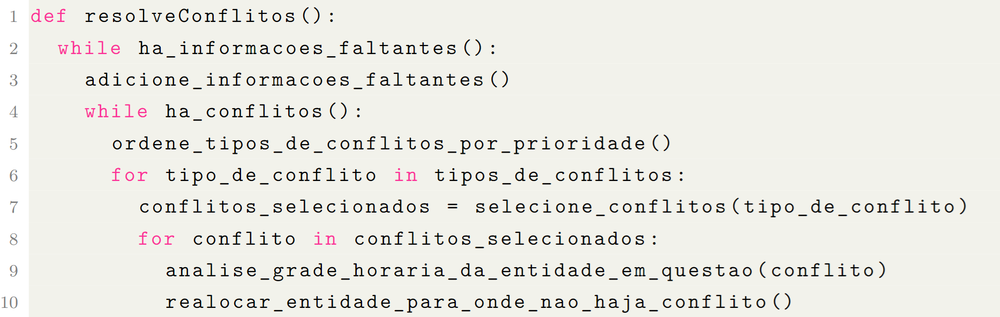 1 def resolveConflitos():
2 while ha_informacoes_faltantes():
3 adicione_informacoes_faltantes()
4 while ha_conflitos():
5 ordene_tipos_de_conflitos_por_prioridade()
6 for tipo_de_conflito in tipos_de_conflitos:
7 conflitos_selecionados = selecione_conflitos(tipo_de_conflito)
8 for conflito in conflitos_selecionados:
9 analise_grade_horaria_da_entidade_em_questao(conflito)
10 realocar_entidade_para_onde_nao_haja_conflito()